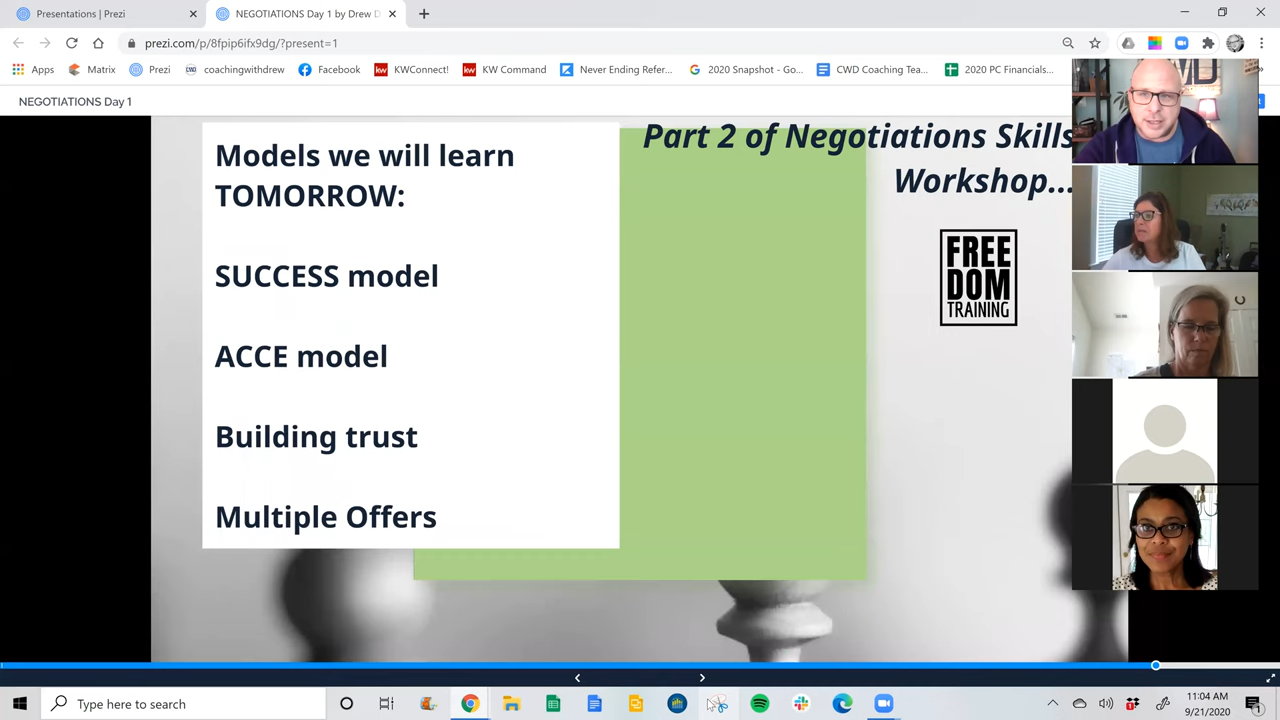 Presentations | Prezi
NEGOTIATIONS Day 1 by Drew D
prezi.com/p/8fpip6ifx9dg/?present=1
Apps
Matrix
Prezi
coachingwithdrew
Facebook
KWConnect!
KW Command
Never Ending Refer...
2020 Snapshot - Go...
CWD Coaching Tea...
2020 PC Financials...
»
NEGOTIATIONS Day 1
CWD
Models we will learn
TOMORROW:
SUCCESS model
ACCE model
Building trust
Multiple Offers
Part 2 of Negotiations Skills
Workshop...
FREE
DOM
TRAINING
Type here to search
11:04 AM
9/21/2020
1